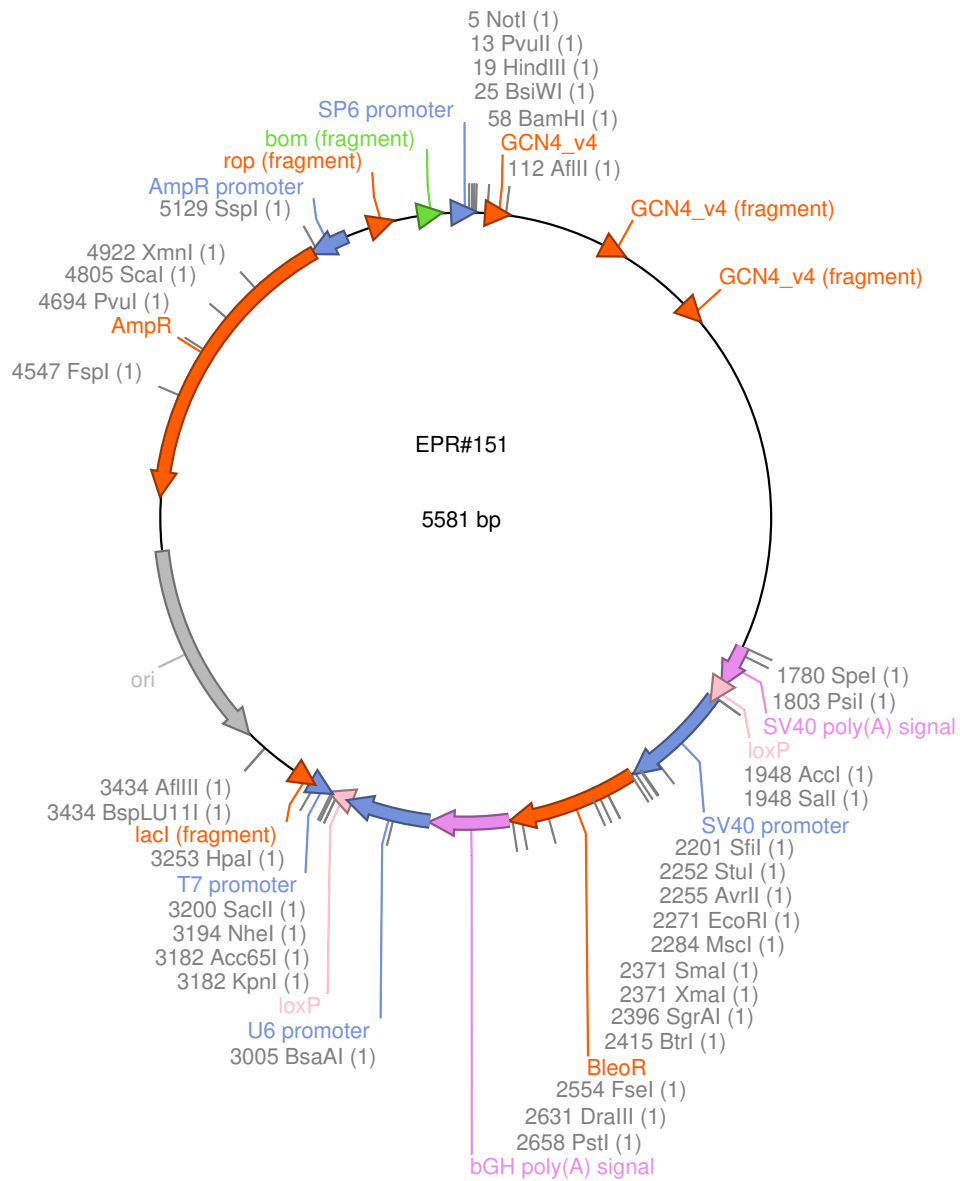 5 NotI (1)
13 PvuII (1)
19 HindIII (1)
25 BsiWI (1)
58 BamHI (1)
GCN4_v4
112 AflII (1)
GCN4_v4 (fragment)
GCN4_v4 (fragment)
1780 SpeI (1)
1803 PsiI (1)
SV40 poly(A) signal
loxP
1948 AccI (1)
1948 SalI (1)
SV40 promoter
2201 SfiI (1)
2252 StuI (1)
2255 AvrII (1)
2271 EcoRI (1)
2284 MscI (1)
2371 SmaI (1)
2371 XmaI (1)
2396 SgrAI (1)
2415 BtrI (1)
BleoR
2554 FseI (1)
2631 DraIII (1)
2658 PstI (1)
bGH poly(A) signal
3005 BsaAI (1)
U6 promoter
loxP
3182 KpnI (1)
3182 Acc65I (1)
3194 NheI (1)
3200 SacII (1)
T7 promoter
3253 HpaI (1)
lacI (fragment)
3434 BspLU11I (1)
3434 AflIII (1)
ori
4547 FspI (1)
AmpR
4694 PvuI (1)
4805 ScaI (1)
4922 XmnI (1)
5129 SspI (1)
AmpR promoter
rop (fragment)
bom (fragment)
SP6 promoter
EPR#151
5581 bp